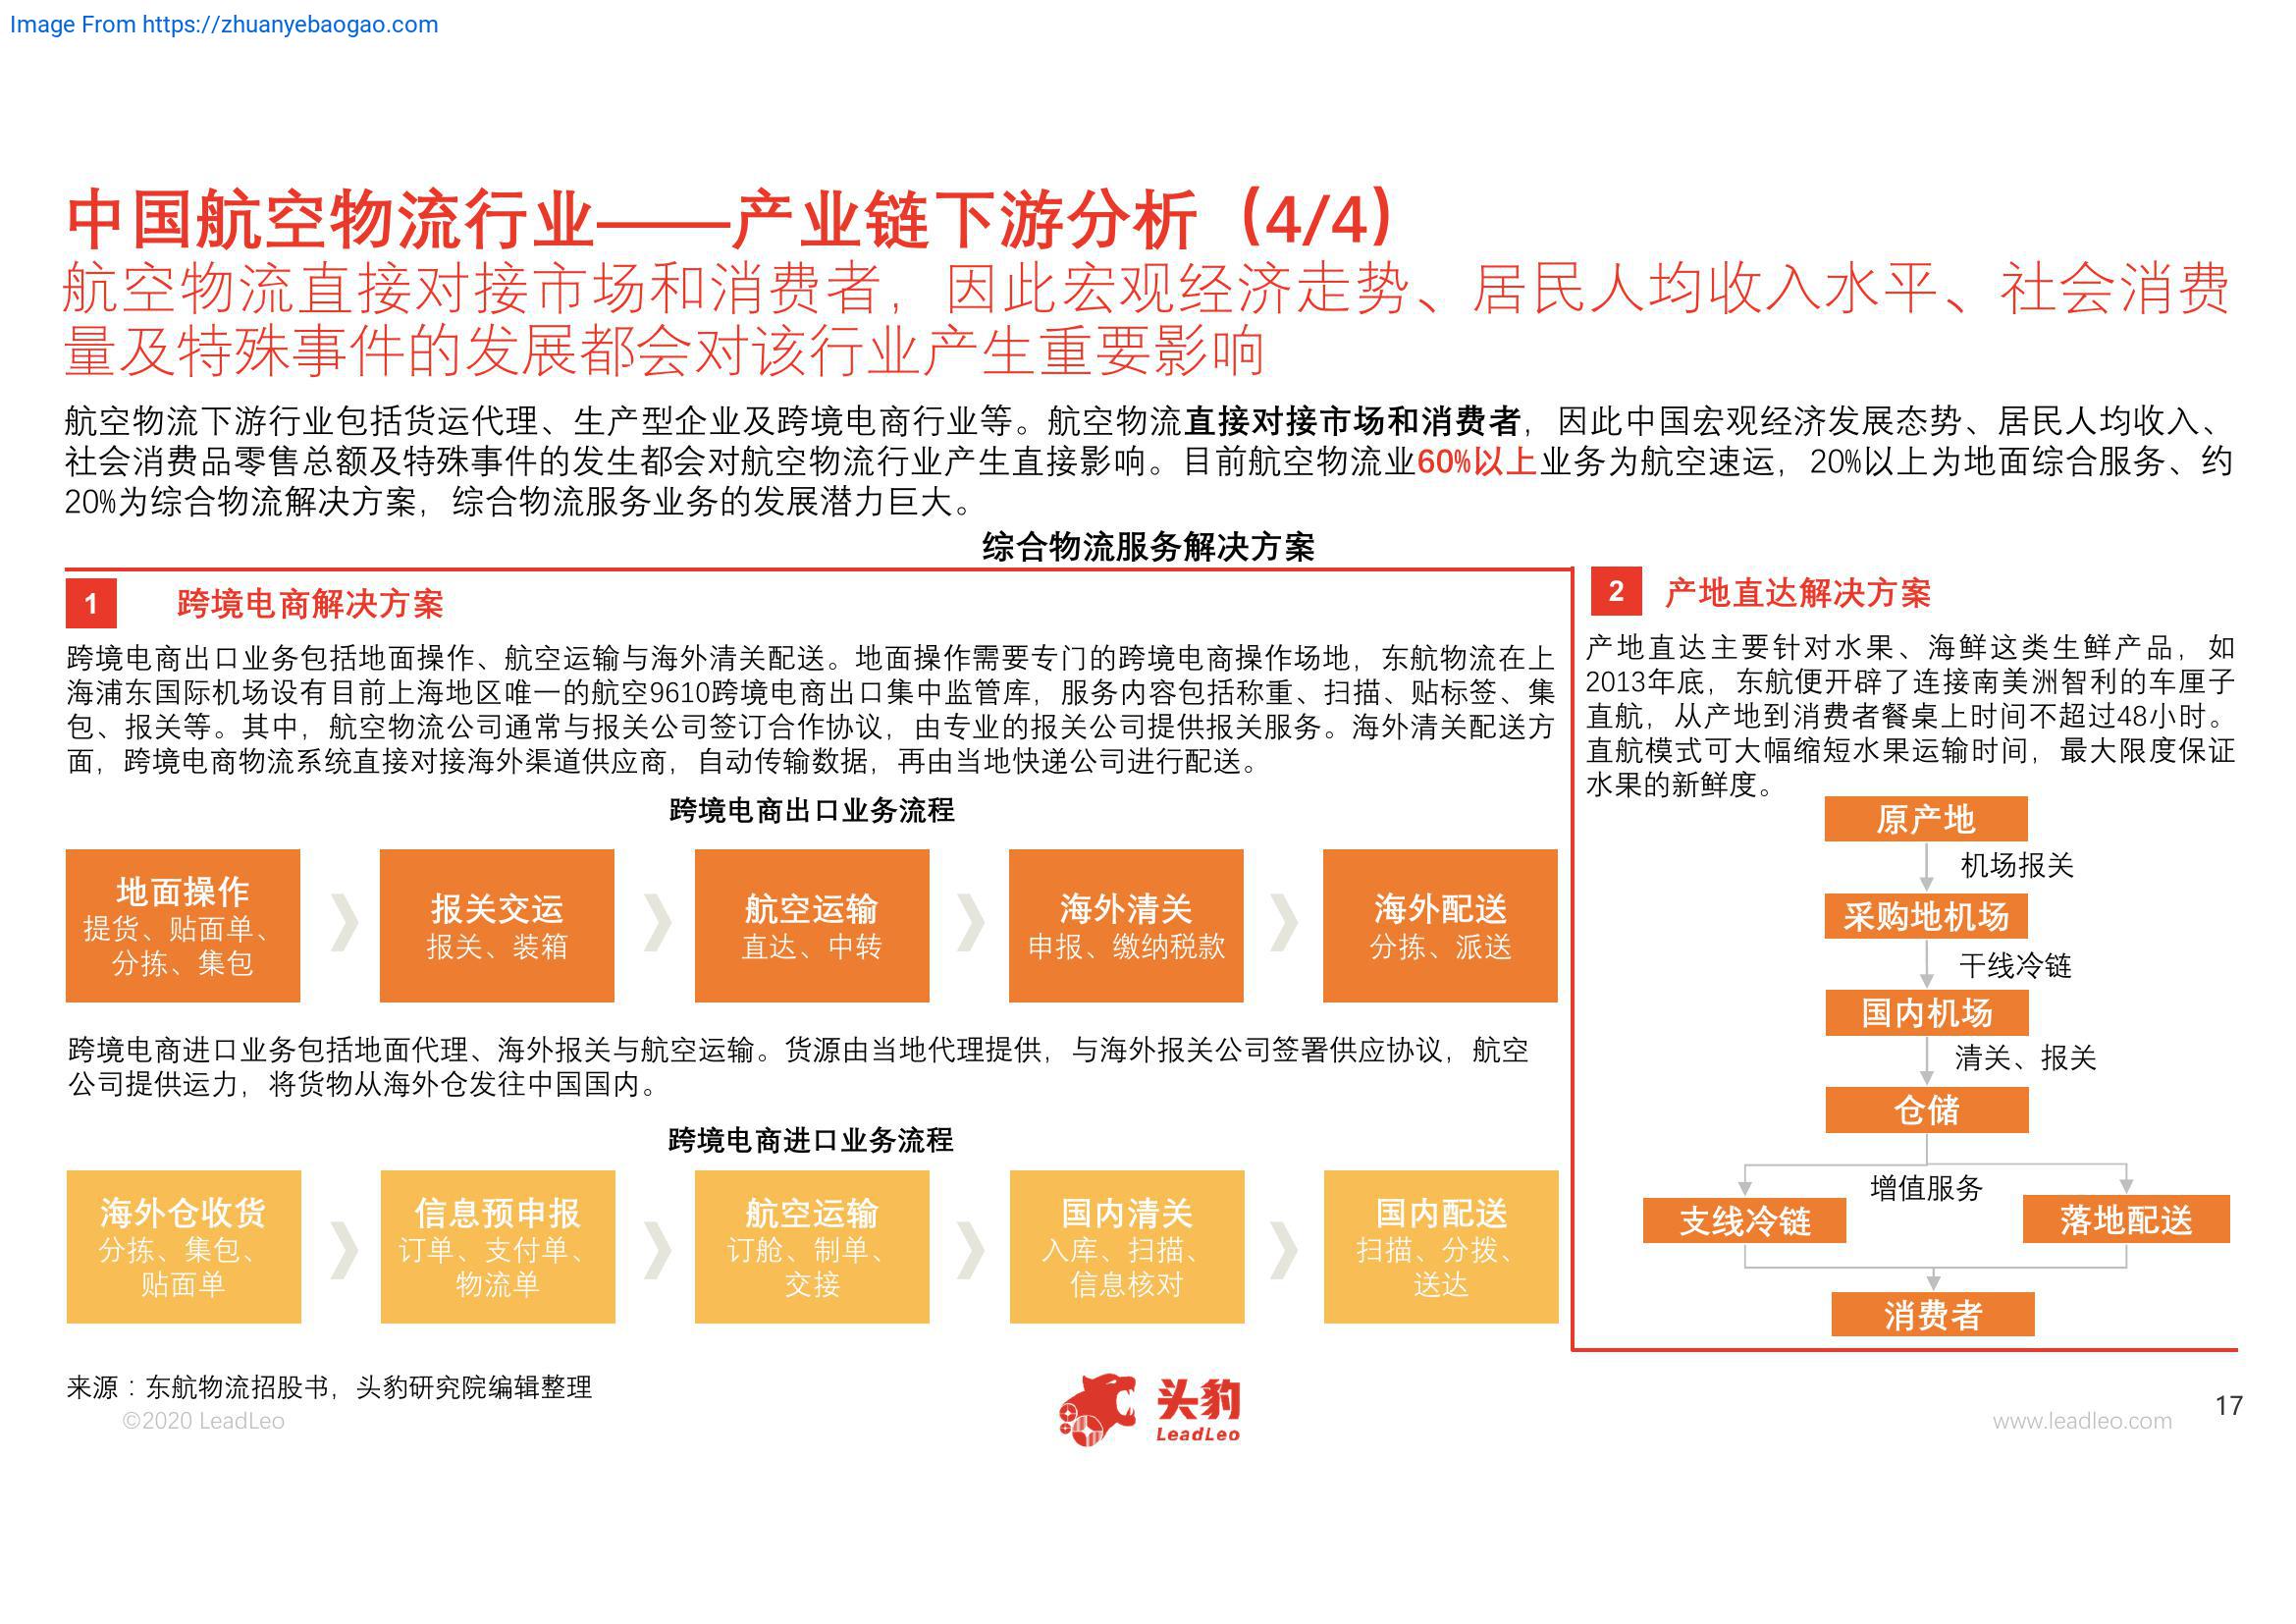 Image From https://zhuanyebaogao.com
中国航空物流行业——产业链下游分析（4/4）
航空物流直接对接市场和消费者，因此宏观经济走势、居民人均收入水平、社会消费
量及特殊事件的发展都会对该行业产生重要影响
航空物流下游行业包括货运代理、生产型企业及跨境电商行业等。航空物流直接对接市场和消费者，因此中国宏观经济发展态势、居民人均收入、
社会消费品零售总额及特殊事件的发生都会对航空物流行业产生直接影响。目前航空物流业60%以上业务为航空速运，20%以上为地面综合服务、约
20%为综合物流解决方案，综合物流服务业务的发展潜力巨大。
综合物流服务解决方案
1 跨境电商解决方案
跨境电商出口业务包括地面操作、航空运输与海外清关配送。地面操作需要专门的跨境电商操作场地，东航物流在上
海浦东国际机场设有目前上海地区唯一的航空9610跨境电商出口集中监管库，服务内容包括称重、扫描、贴标签、集
包、报关等。其中，航空物流公司通常与报关公司签订合作协议，由专业的报关公司提供报关服务。海外清关配送方
面，跨境电商物流系统直接对接海外渠道供应商，自动传输数据，再由当地快递公司进行配送。
跨境电商出口业务流程
地面操作
提货、贴面单、
分拣、集包
报关交运
报关、装箱
航空运输
直达、中转
海外清关
申报、缴纳税款
海外配送
分拣、派送
跨境电商进口业务包括地面代理、海外报关与航空运输。货源由当地代理提供，与海外报关公司签署供应协议，航空
公司提供运力，将货物从海外仓发往中国国内。
跨境电商进口业务流程
海外仓收货
分拣、集包、
贴面单
信息预申报
订单、支付单、
物流单
航空运输
订舱、制单、
交接
国内清关
入库、扫描、
信息核对
国内配送
扫描、分拨、
送达
2 产地直达解决方案
产地直达主要针对水果、海鲜这类生鲜产品，如
2013年底，东航便开辟了连接南美洲智利的车厘子
直航，从产地到消费者餐桌上时间不超过48小时。
直航模式可大幅缩短水果运输时间，最大限度保证
水果的新鲜度。
原产地
机场报关
采购地机场
干线冷链
国内机场
清关、报关
仓储
增值服务
支线冷链
落地配送
消费者
来源：东航物流招股书，头豹研究院编辑整理
©2020 LeadLeo
头豹
LeadLeo
www.leadleo.com
17